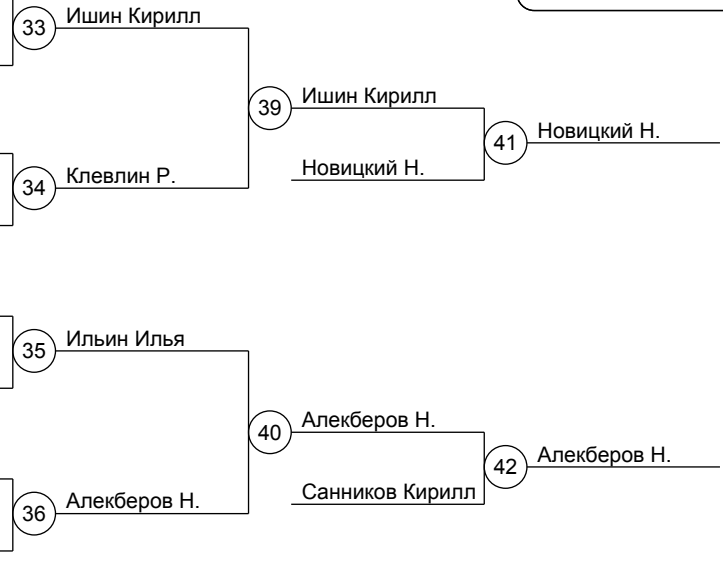 33
Ишин Кирилл
39
Ишин Кирилл
41
Новицкий Н.
34
Клевлин Р.
Новицкий Н.
35
Ильин Илья
40
Алекберов Н.
42
Алекберов Н.
36
Алекберов Н.
Санников Кирилл